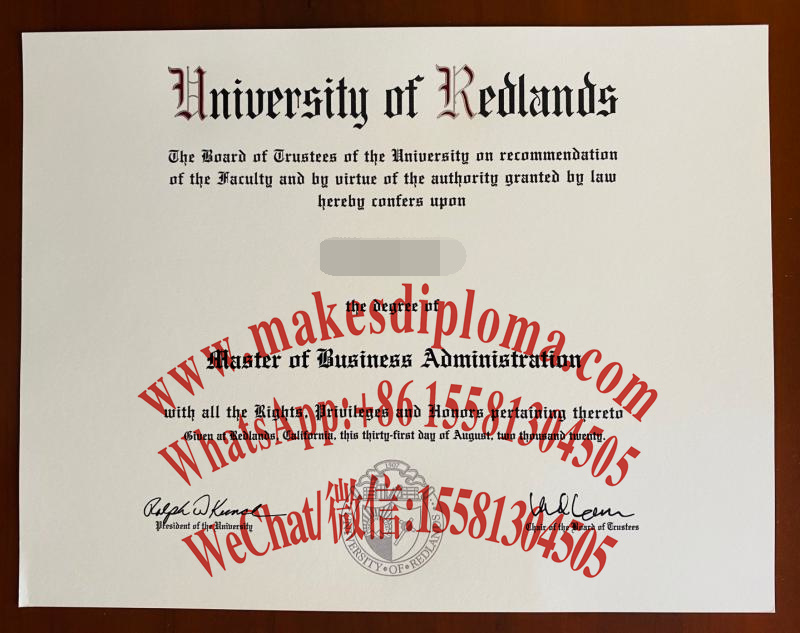 University of Redlands
The Board of Trustees of the University on recommendation
of the Faculty and by virtue of the authority granted by law
hereby confers upon
the degree of
www.makesdiploma.com
Master of Business Administration
WhatsApp:+86 15581304505
with all the Rights, Privileges and Honors pertaining thereto
Given at Redlands, California, this thirty-first day of August, two thousand twenty.
WeChat/微信:15581304505
President of the University
Chair of the Board of Trustees
1907
UNIVERSITY•OF•REDLANDS